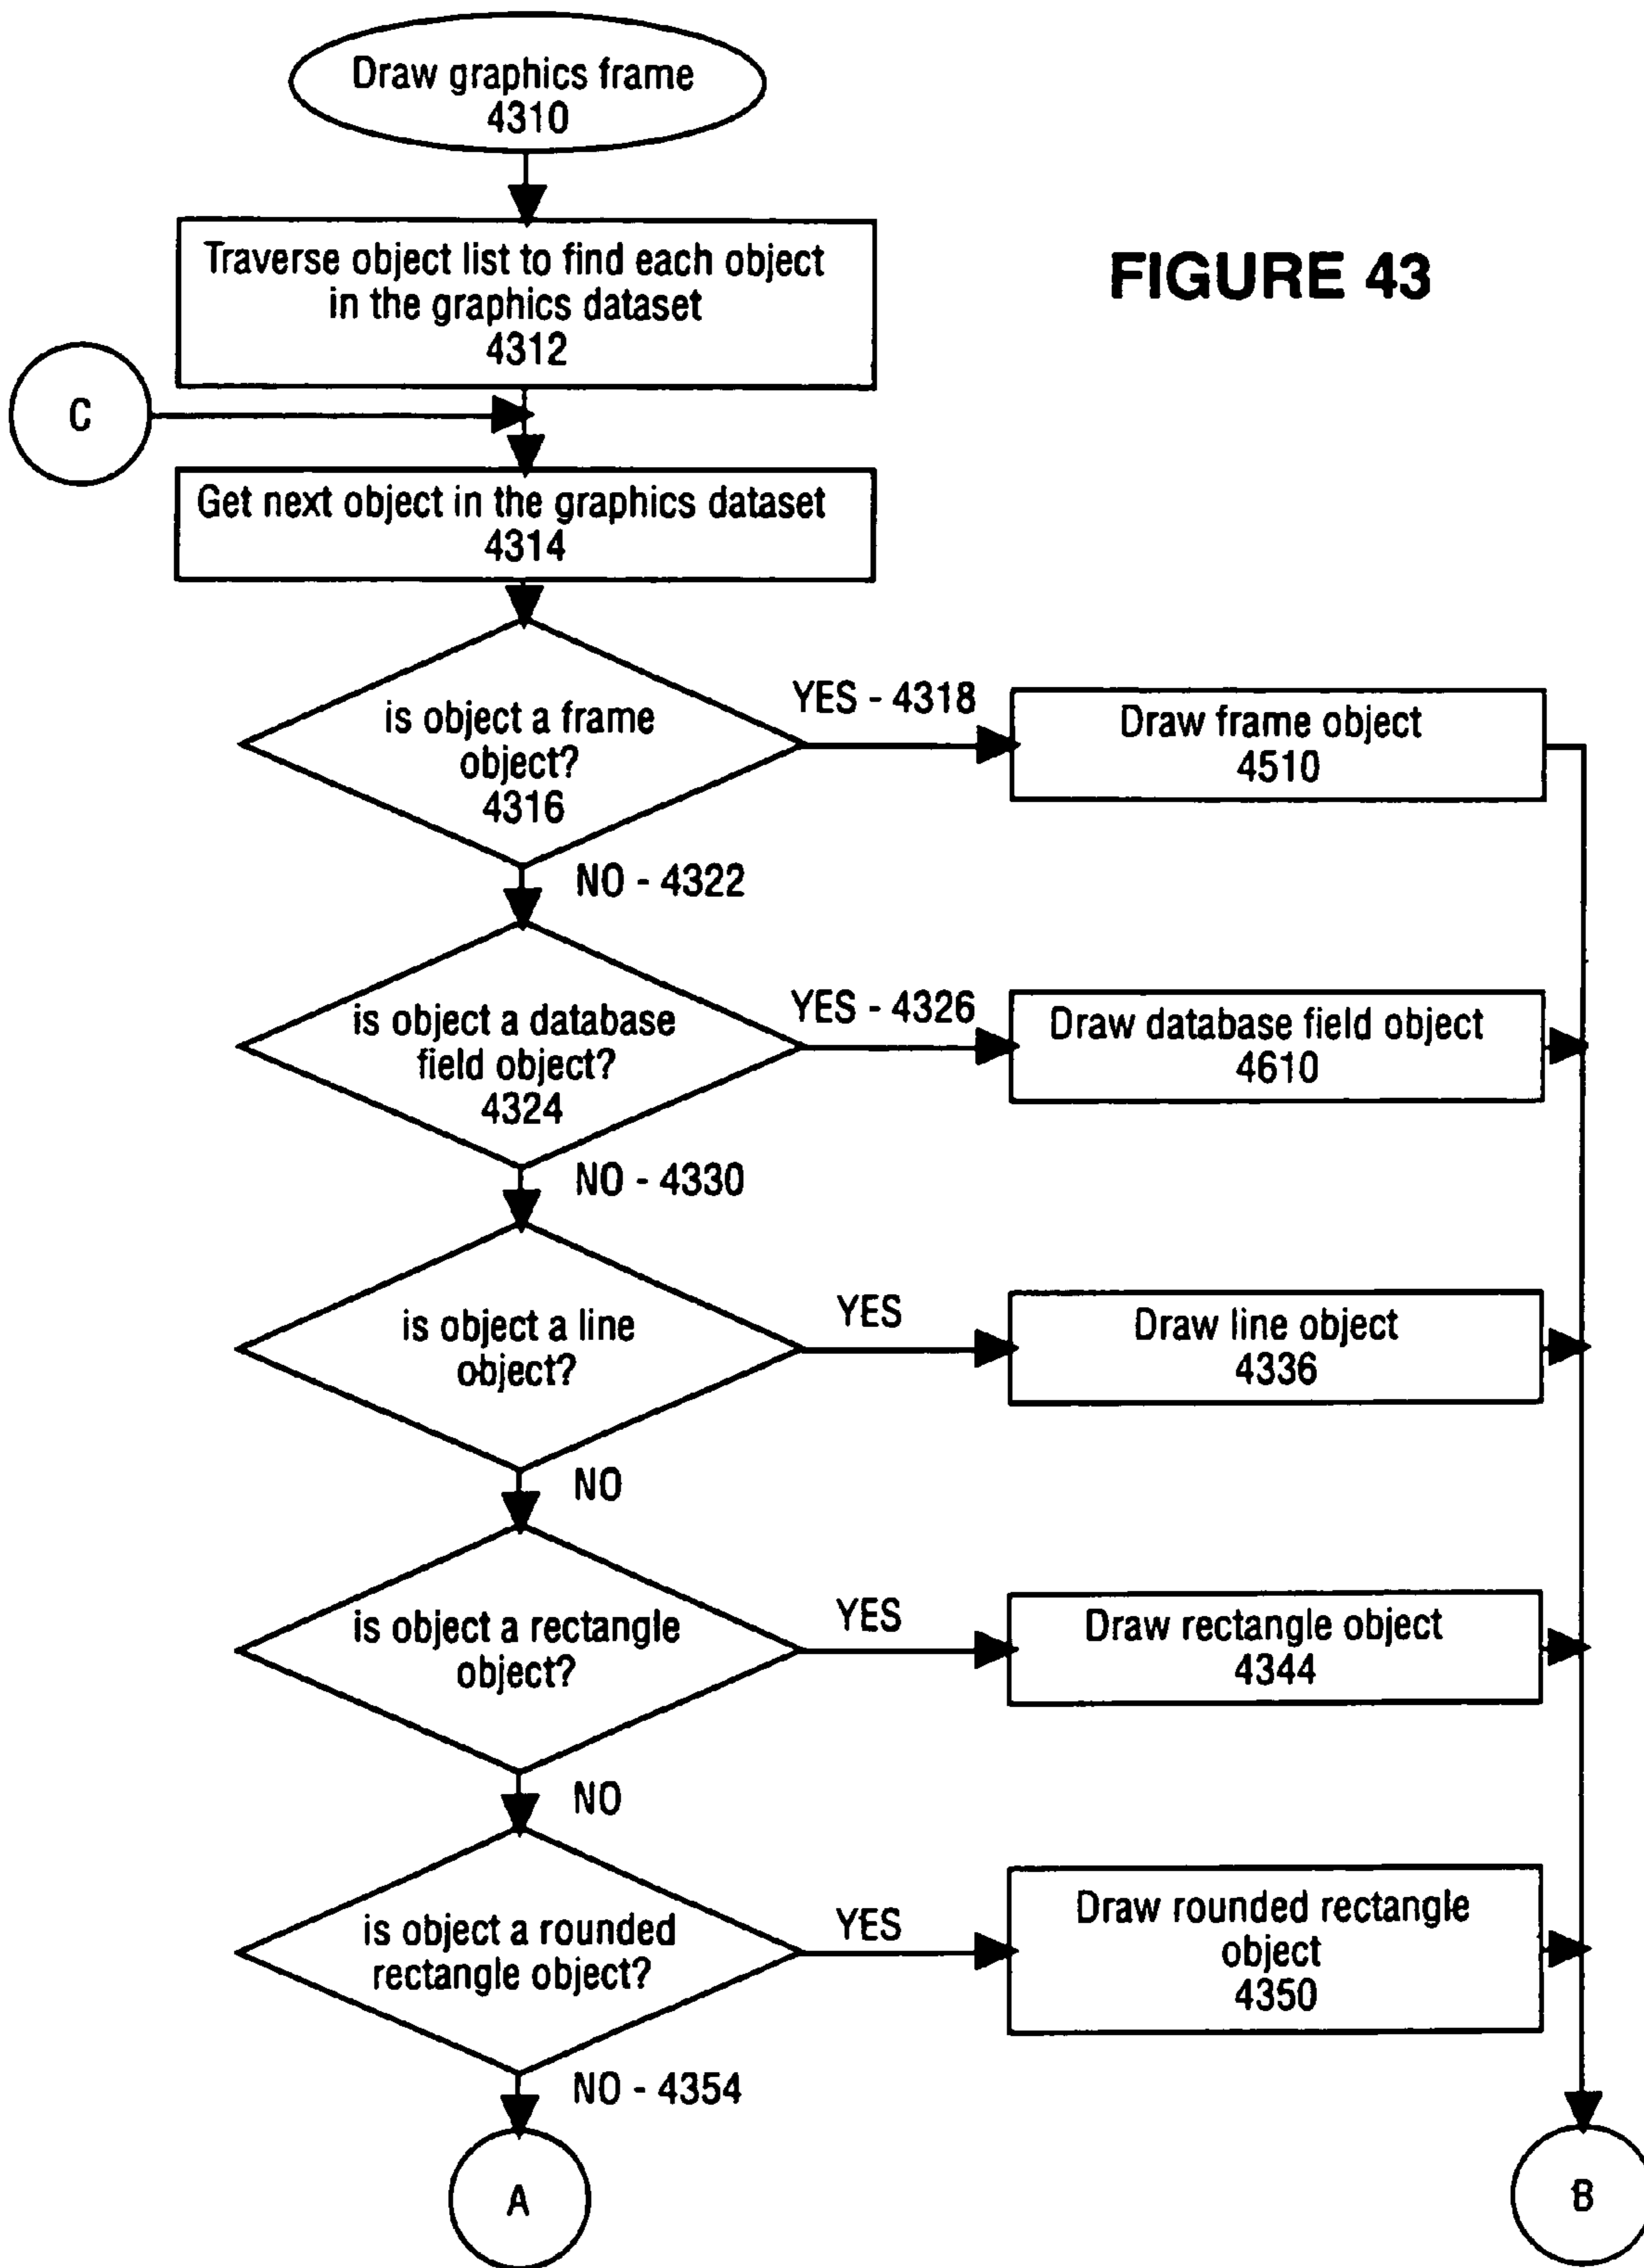 Draw graphics frame
4310
FIGURE 43
Traverse object list to find each object
in the graphics dataset
4312
C
Get next object in the graphics dataset
4314
is object a frame
object?
4316
YES - 4318
Draw frame object
4510
NO - 4322
is object a database
field object?
4324
YES - 4326
Draw database field object
4610
NO - 4330
is object a line
object?
YES
Draw line object
4336
NO
is object a rectangle
object?
YES
Draw rectangle object
4344
NO
is object a rounded
rectangle object?
YES
Draw rounded rectangle
object
4350
NO - 4354
A
B